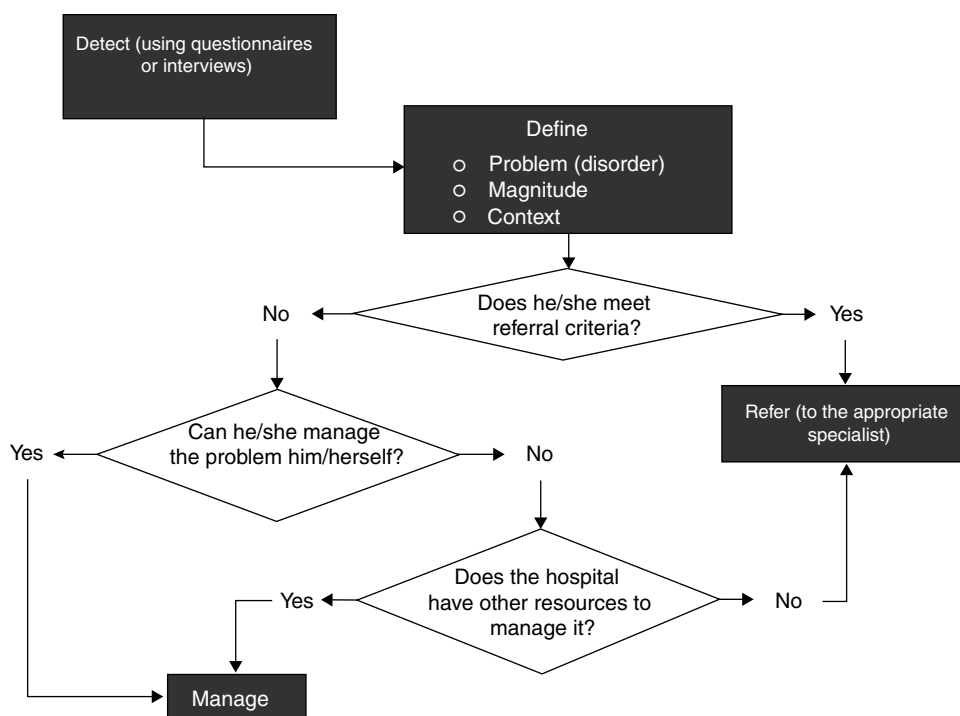 Detect (using questionnaires
or interviews)
Define
Problem (disorder)
Magnitude
Context
Does he/she meet
referral criteria?
No
Yes
Refer (to the appropriate
specialist)
Can he/she manage
the problem him/herself?
Yes
No
Does the hospital
have other resources to
manage it?
Yes
No
Manage